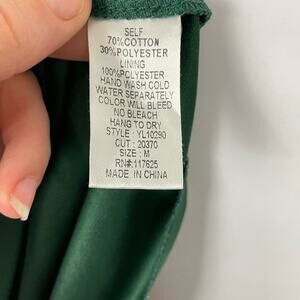 SELF
70%COTTON
30%POLYESTER
LINING
100%POLYESTER
HAND WASH COLD
WATER SEPARATELY
COLOR WILL BLEED
NO BLEACH
HANG TO DRY
STYLE : YL10290
CUT : 20370
SIZE : M
RN#:117625
MADE IN CHINA